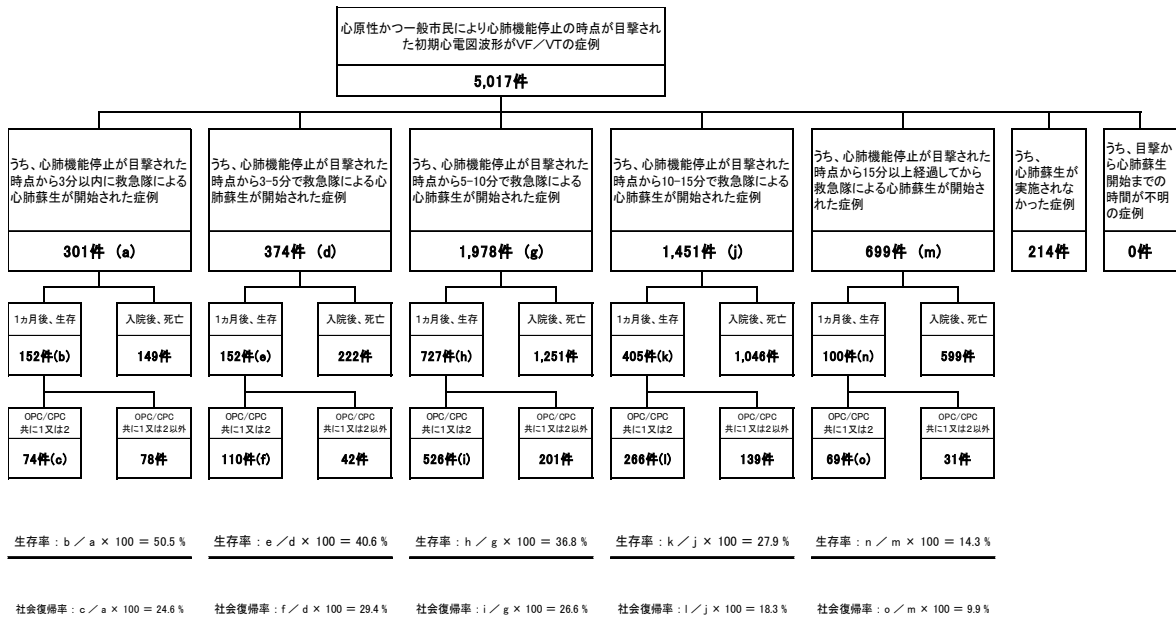 心原性かつ一般市民により心肺機能停止の時点が目撃され
た初期心電図波形がVF／VTの症例
5,017件
うち、心肺機能停止が目撃された
時点から3分以内に救急隊による
心肺蘇生が開始された症例
301件 (a)
うち、心肺機能停止が目撃された
時点から3-5分で救急隊による心
肺蘇生が開始された症例
374件 (d)
うち、心肺機能停止が目撃された
時点から5-10分で救急隊による
心肺蘇生が開始された症例
1,978件 (g)
うち、心肺機能停止が目撃された
時点から10-15分で救急隊による
心肺蘇生が開始された症例
1,451件 (j)
うち、心肺機能停止が目撃された
時点から15分以上経過してから
救急隊による心肺蘇生が開始さ
れた症例
699件 (m)
うち、
心肺蘇生が
実施されな
かった症例
214件
うち、目撃か
ら心肺蘇生
開始までの
時間が不明
の症例
0件
1ヵ月後、生存
152件(b)
入院後、死亡
149件
1ヵ月後、生存
152件(e)
入院後、死亡
222件
1ヵ月後、生存
727件(h)
入院後、死亡
1,251件
1ヵ月後、生存
405件(k)
入院後、死亡
1,046件
1ヵ月後、生存
100件(n)
入院後、死亡
599件
OPC/CPC
共に1又は2
74件(c)
OPC/CPC
共に1又は2以外
78件
OPC/CPC
共に1又は2
110件(f)
OPC/CPC
共に1又は2以外
42件
OPC/CPC
共に1又は2
526件(i)
OPC/CPC
共に1又は2以外
201件
OPC/CPC
共に1又は2
266件(l)
OPC/CPC
共に1又は2以外
139件
OPC/CPC
共に1又は2
69件(o)
OPC/CPC
共に1又は2以外
31件
生存率：b ／ a × 100 ＝ 50.5 %
生存率：e ／ d × 100 ＝ 40.6 %
生存率：h ／ g × 100 ＝ 36.8 %
生存率：k ／ j × 100 ＝ 27.9 %
生存率：n ／ m × 100 ＝ 14.3 %
社会復帰率：c ／ a × 100 ＝ 24.6 %
社会復帰率：f ／ d × 100 ＝ 29.4 %
社会復帰率：i ／ g × 100 ＝ 26.6 %
社会復帰率：l ／ j × 100 ＝ 18.3 %
社会復帰率：o ／ m × 100 ＝ 9.9 %